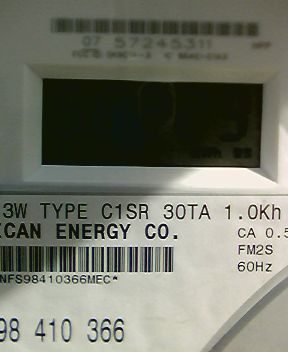 07 57245311
3W TYPE C1SR 30TA 1.0Kh
ICAN ENERGY CO.
CA 0.5
FM2S
NFS98410366MEC*
60Hz
98 410 366